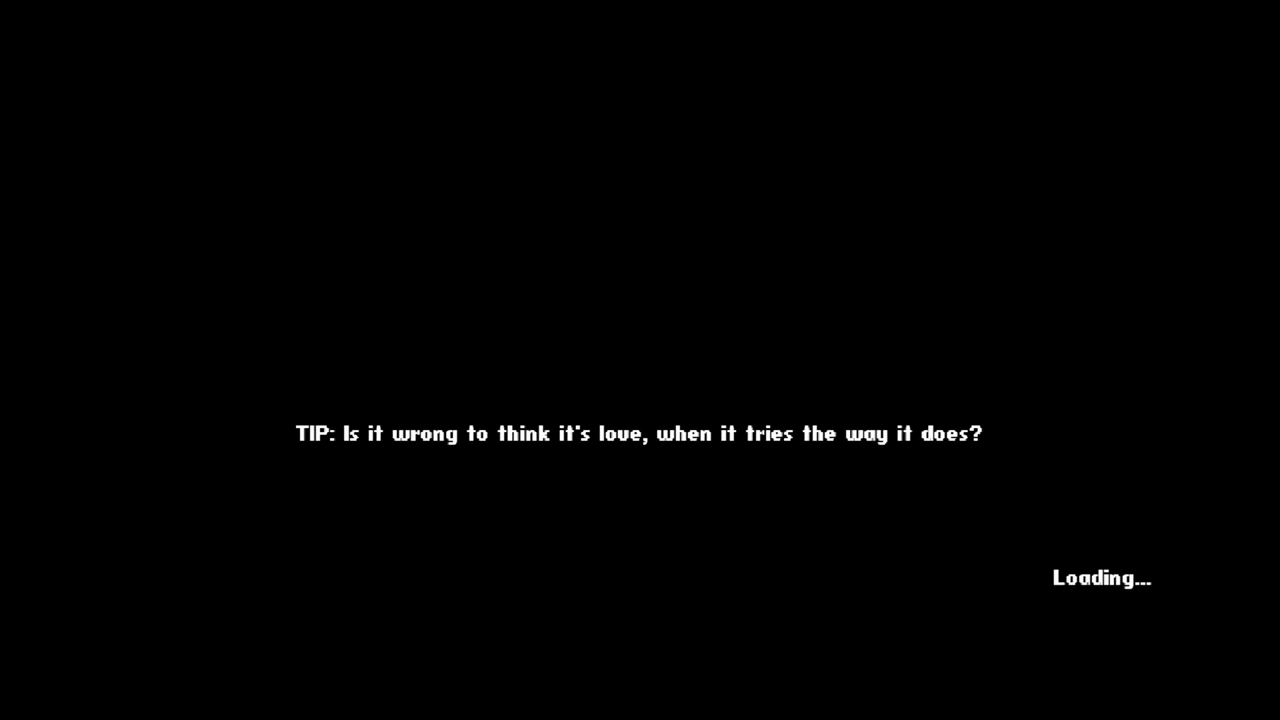 TIP: Is it wrong to think it's love, when it tries the way it does?
Loading...